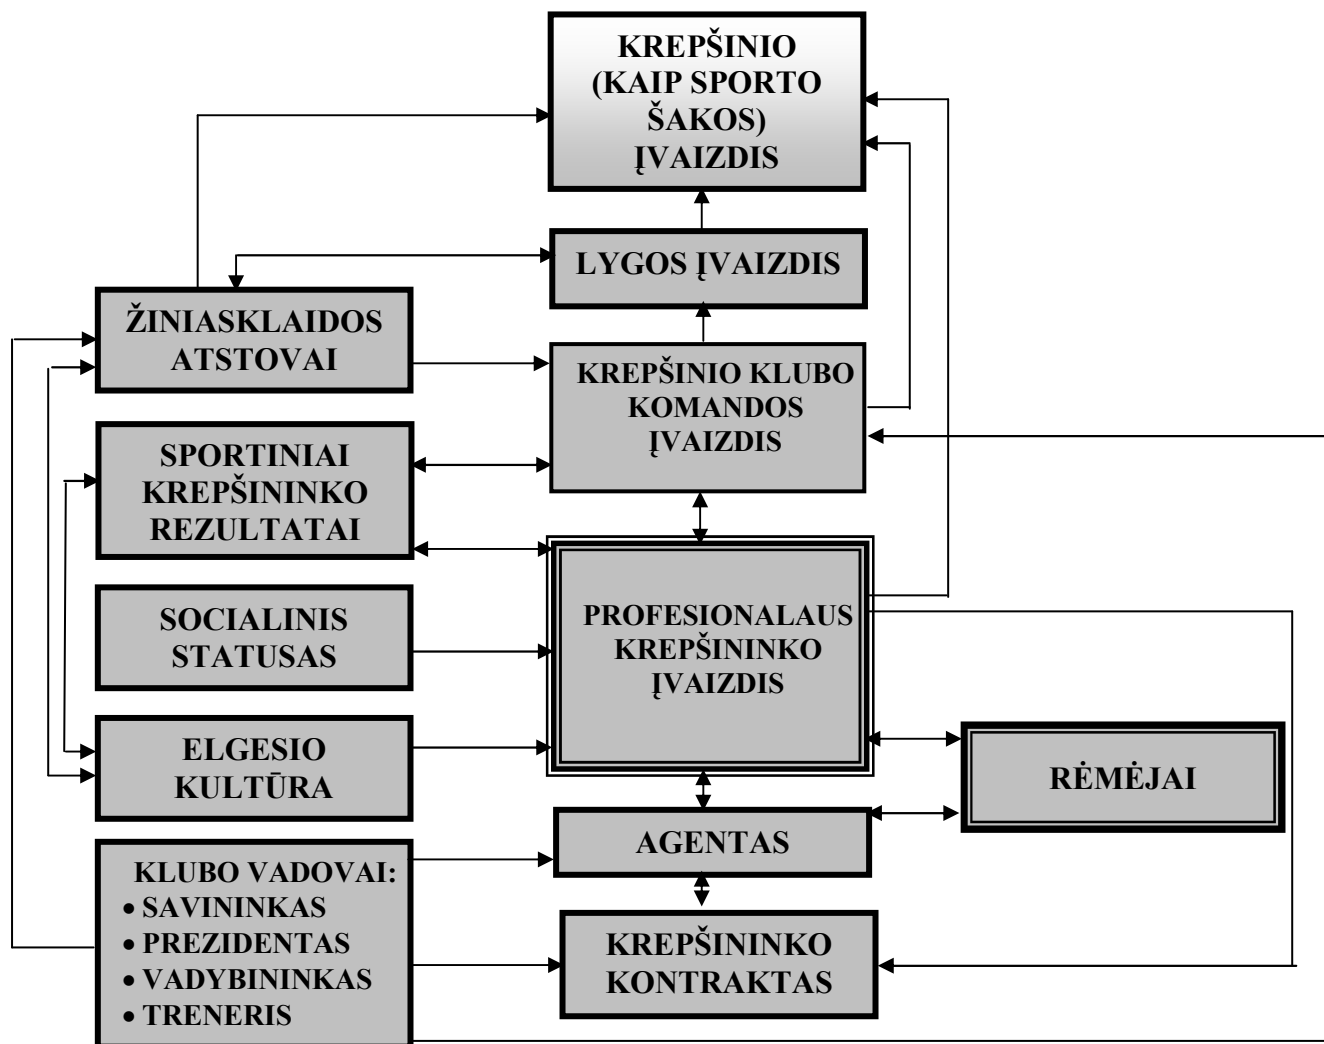 KREPŠINIO
(KAIP SPORTO
ŠAKOS)
ĮVAIZDIS
LYGOS ĮVAIZDIS
ŽINIASKLAIDOS
ATSTOVAI
KREPŠINIO KLUBO
KOMANDOS
ĮVAIZDIS
SPORTINIAI
KREPŠININKO
REZULTATAI
SOCIALINIS
STATUSAS
PROFESIONALAUS
KREPŠININKO
ĮVAIZDIS
ELGESIO
KULTŪRA
RĖMĖJAI
AGENTAS
KLUBO VADOVAI:
• SAVININKAS
• PREZIDENTAS
• VADYBININKAS
• TRENERIS
KREPŠININKO
KONTRAKTAS